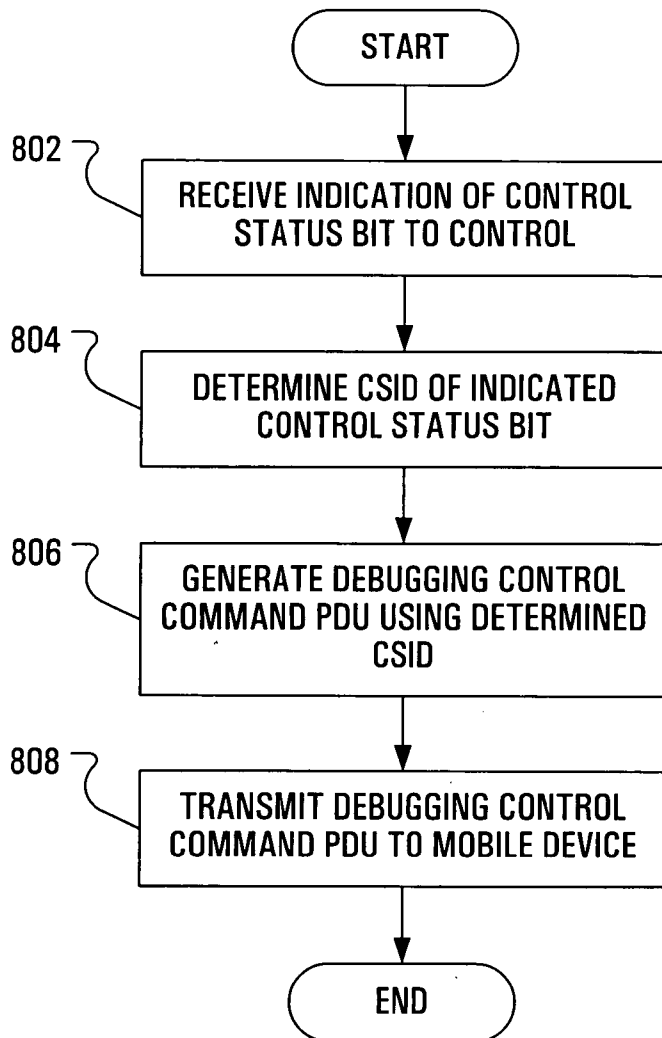 START
802
RECEIVE INDICATION OF CONTROL
STATUS BIT TO CONTROL
804
DETERMINE CSID OF INDICATED
CONTROL STATUS BIT
806
GENERATE DEBUGGING CONTROL
COMMAND PDU USING DETERMINED
CSID
808
TRANSMIT DEBUGGING CONTROL
COMMAND PDU TO MOBILE DEVICE
END